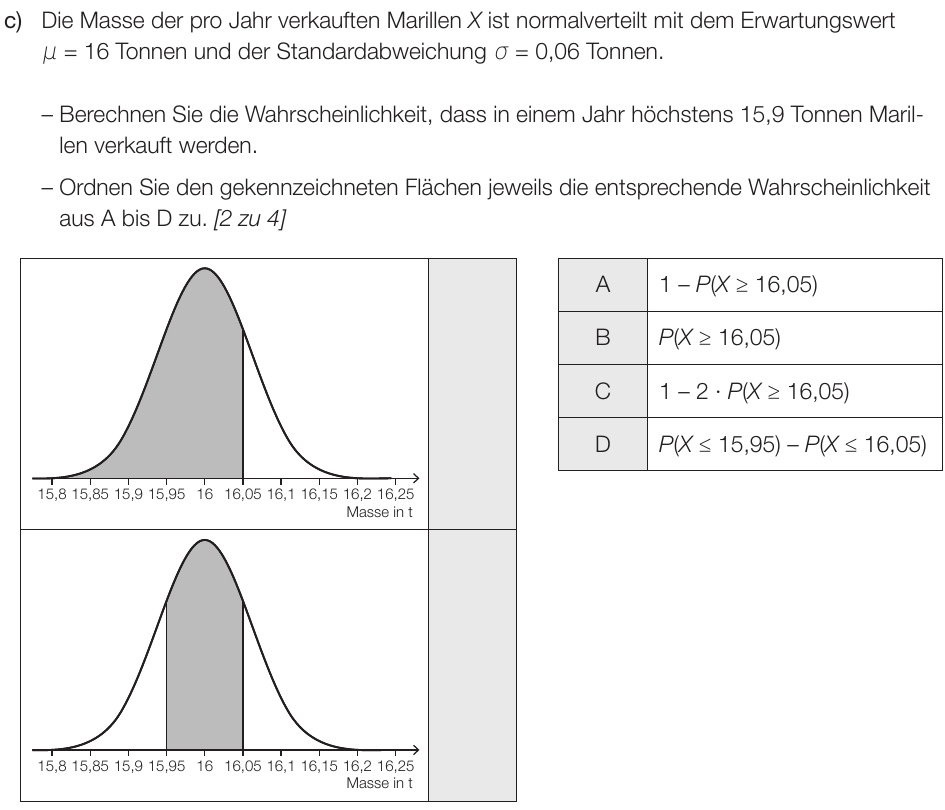 c) Die Masse der pro Jahr verkauften Marillen X ist normalverteilt mit dem Erwartungswert
μ = 16 Tonnen und der Standardabweichung σ = 0,06 Tonnen.
– Berechnen Sie die Wahrscheinlichkeit, dass in einem Jahr höchstens 15,9 Tonnen Maril-
len verkauft werden.
– Ordnen Sie den gekennzeichneten Flächen jeweils die entsprechende Wahrscheinlichkeit
aus A bis D zu. [2 zu 4]
15,8 15,85 15,9 15,95 16 16,05 16,1 16,15 16,2 16,25
Masse in t
15,8 15,85 15,9 15,95 16 16,05 16,1 16,15 16,2 16,25
Masse in t
A 1 – P(X ≥ 16,05)
B P(X ≥ 16,05)
C 1 – 2 · P(X ≥ 16,05)
D P(X ≤ 15,95) – P(X ≤ 16,05)